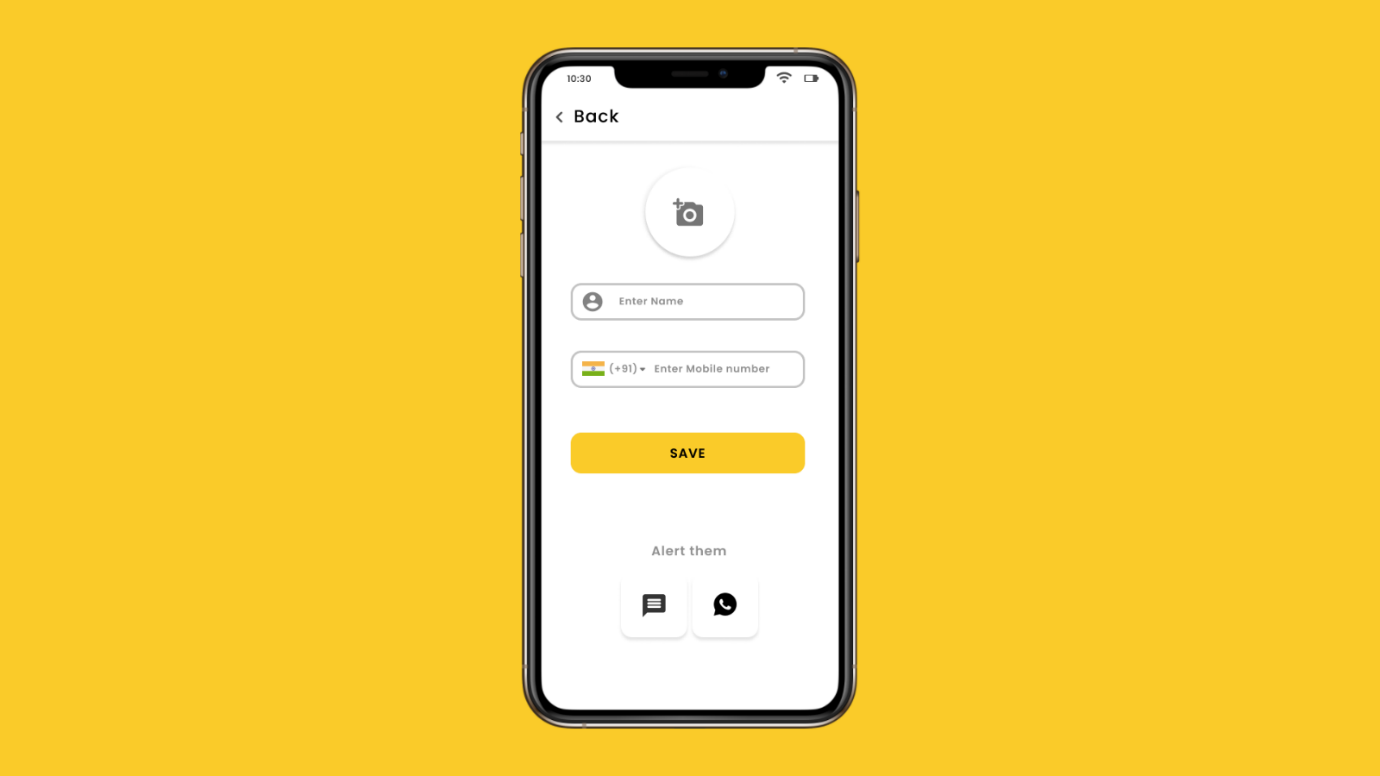 10:30
Back
Enter Name
(+91) Enter Mobile number
SAVE
Alert them